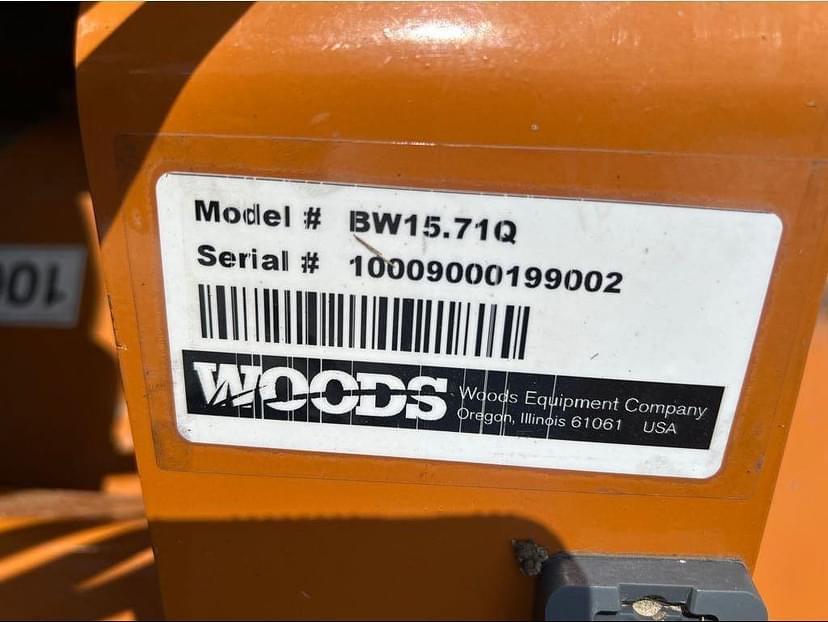 Model # BW15.71Q
Serial # 10009000199002
WOODS
Woods Equipment Company
Oregon, Illinois 61061 USA